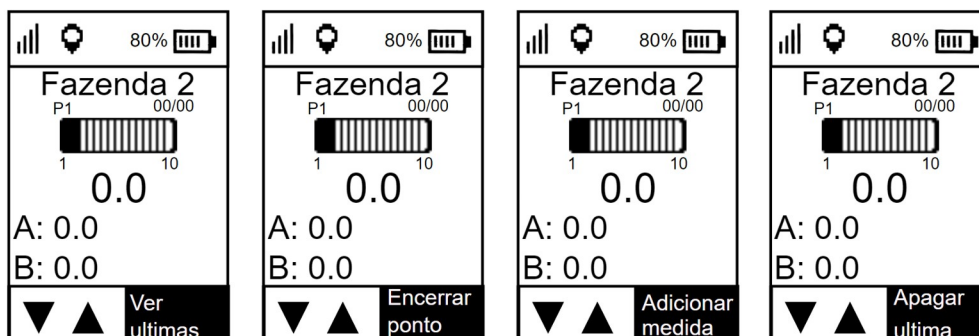 80%
Fazenda 2
P1 00/00
1 10
0.0
A: 0.0
B: 0.0
Ver
ultimas
80%
Fazenda 2
P1 00/00
1 10
0.0
A: 0.0
B: 0.0
Encerrar
ponto
80%
Fazenda 2
P1 00/00
1 10
0.0
A: 0.0
B: 0.0
Adicionar
medida
80%
Fazenda 2
P1 00/00
1 10
0.0
A: 0.0
B: 0.0
Apagar
ultima